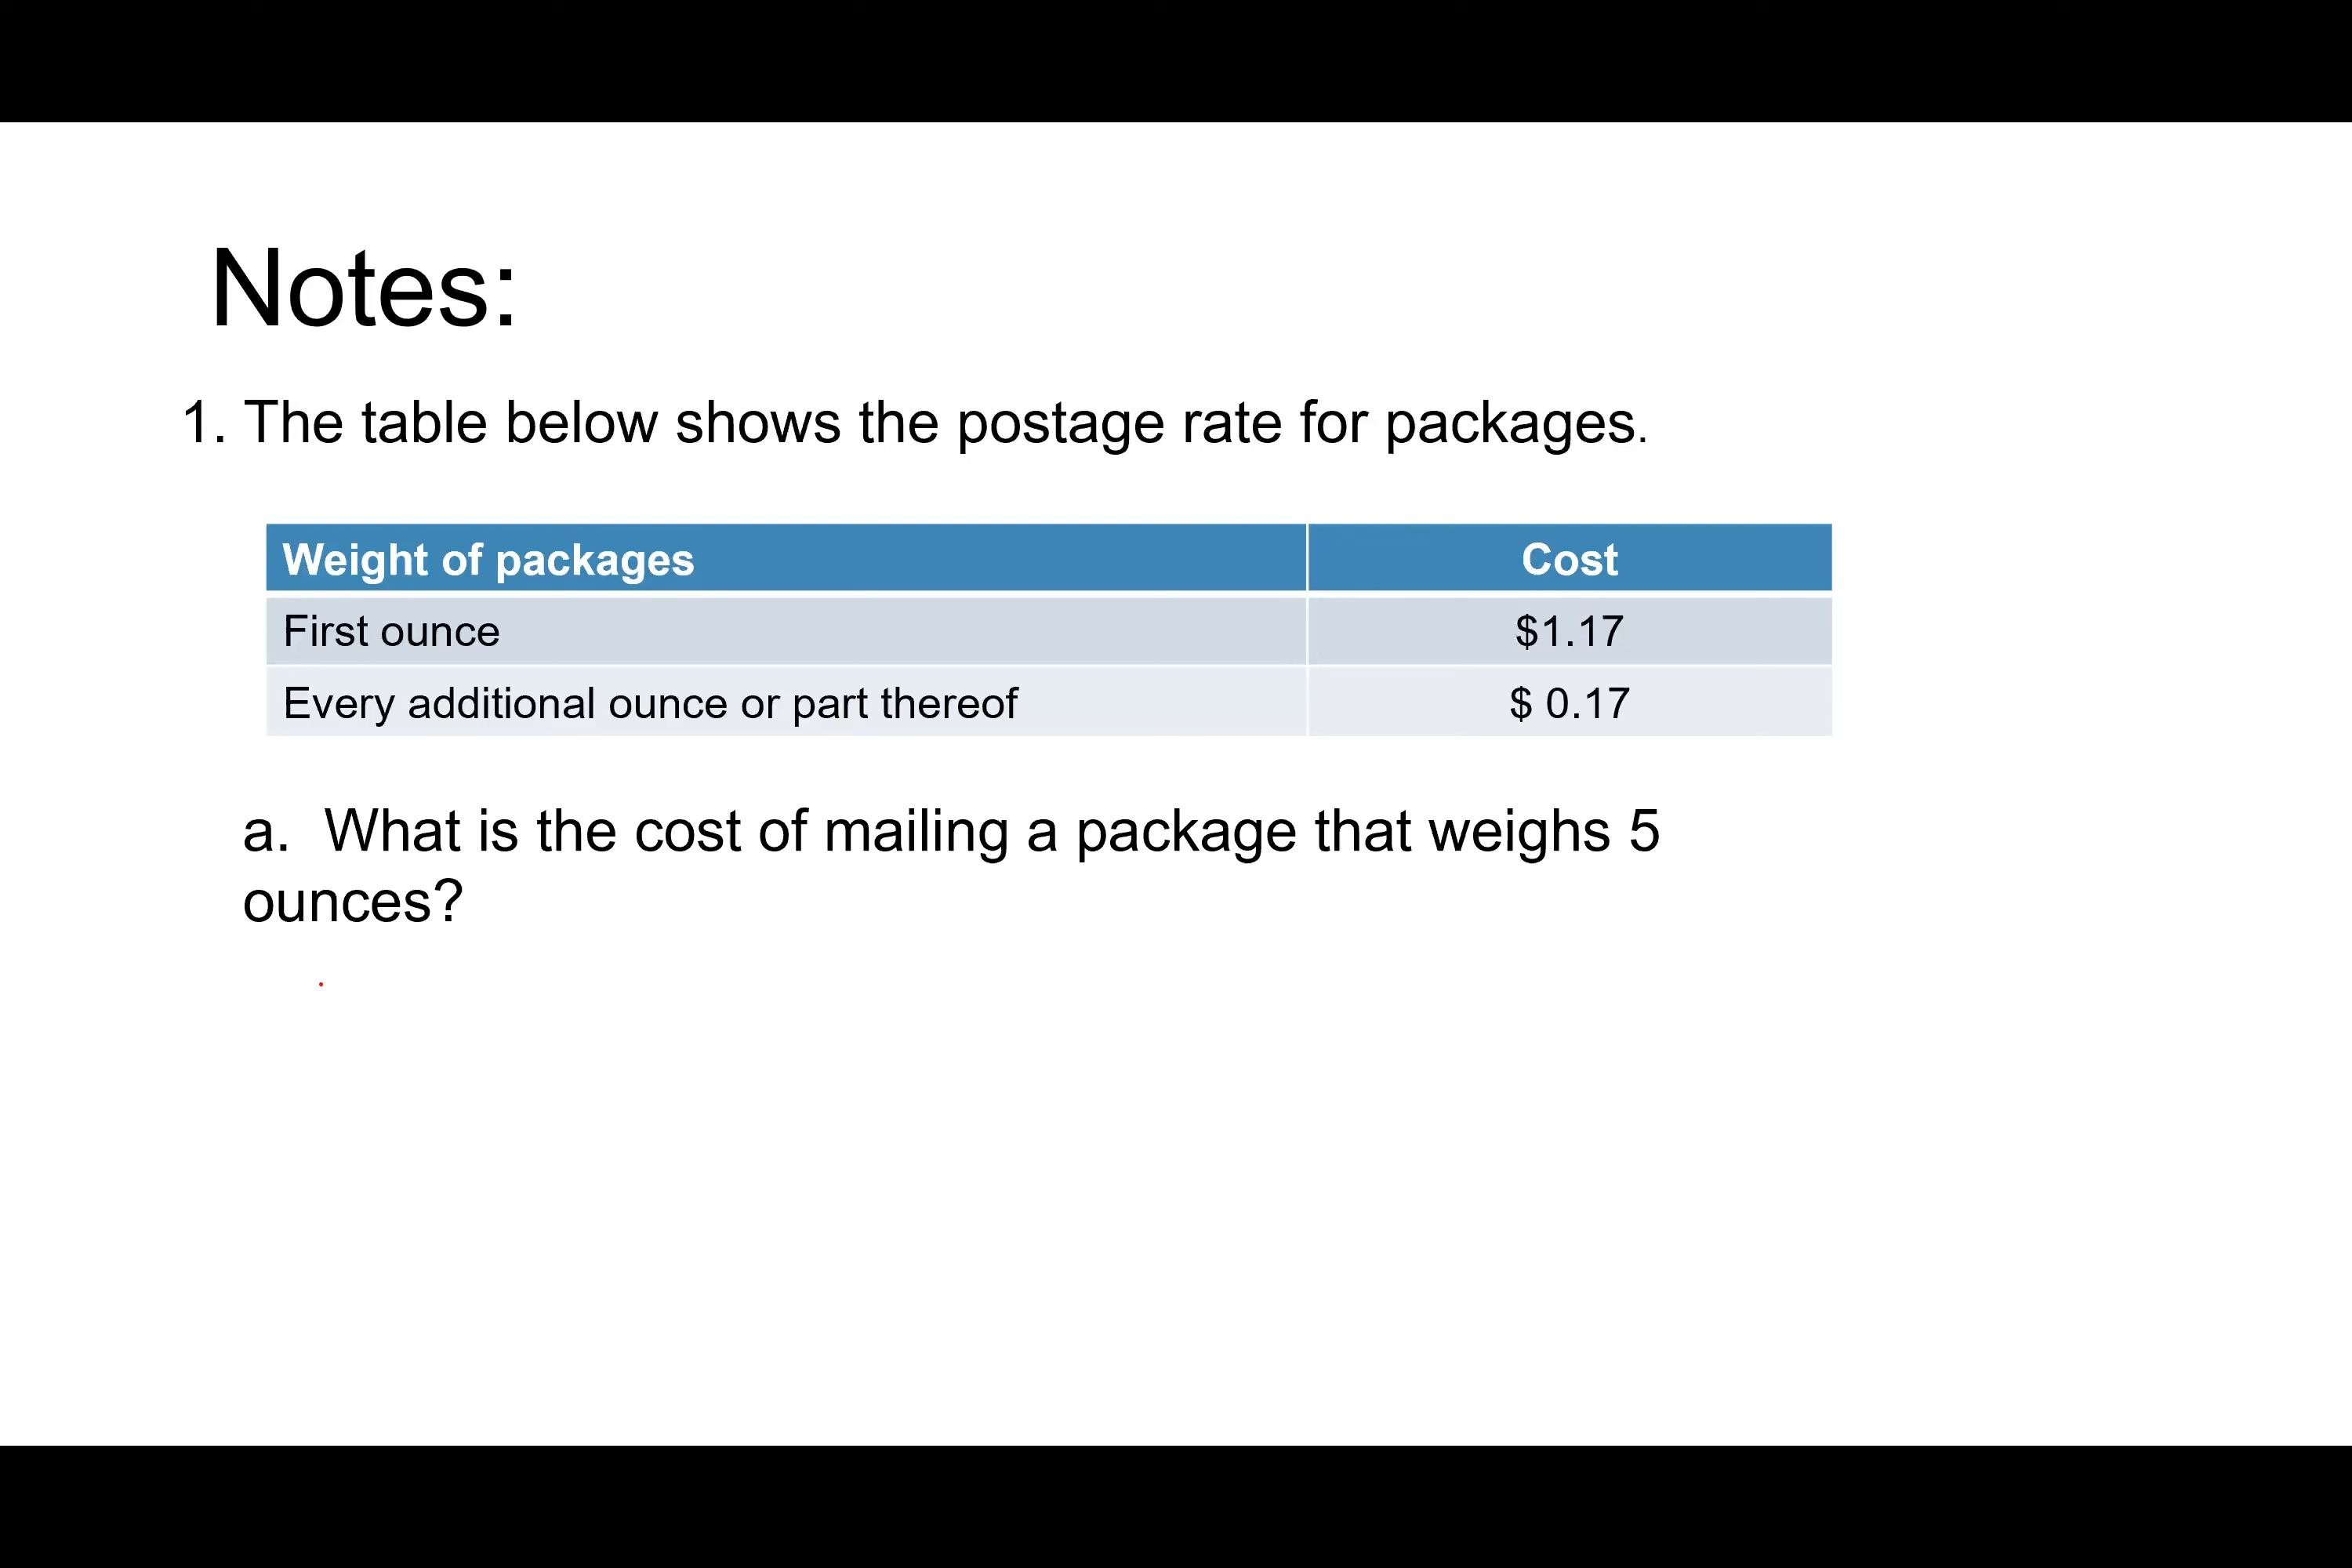 Notes:
1. The table below shows the postage rate for packages.
Weight of packages Cost
First ounce $1.17
Every additional ounce or part thereof $ 0.17
a. What is the cost of mailing a package that weighs 5
ounces?